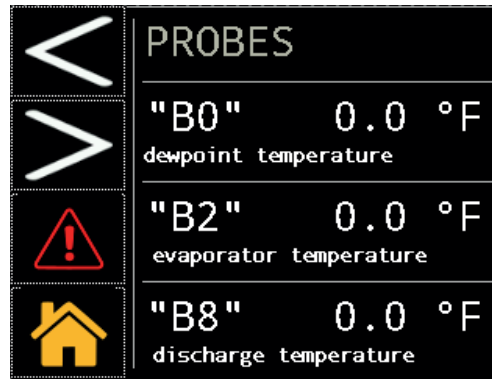 PROBES
"B0" 0.0 °F
dewpoint temperature
"B2" 0.0 °F
evaporator temperature
"B8" 0.0 °F
discharge temperature